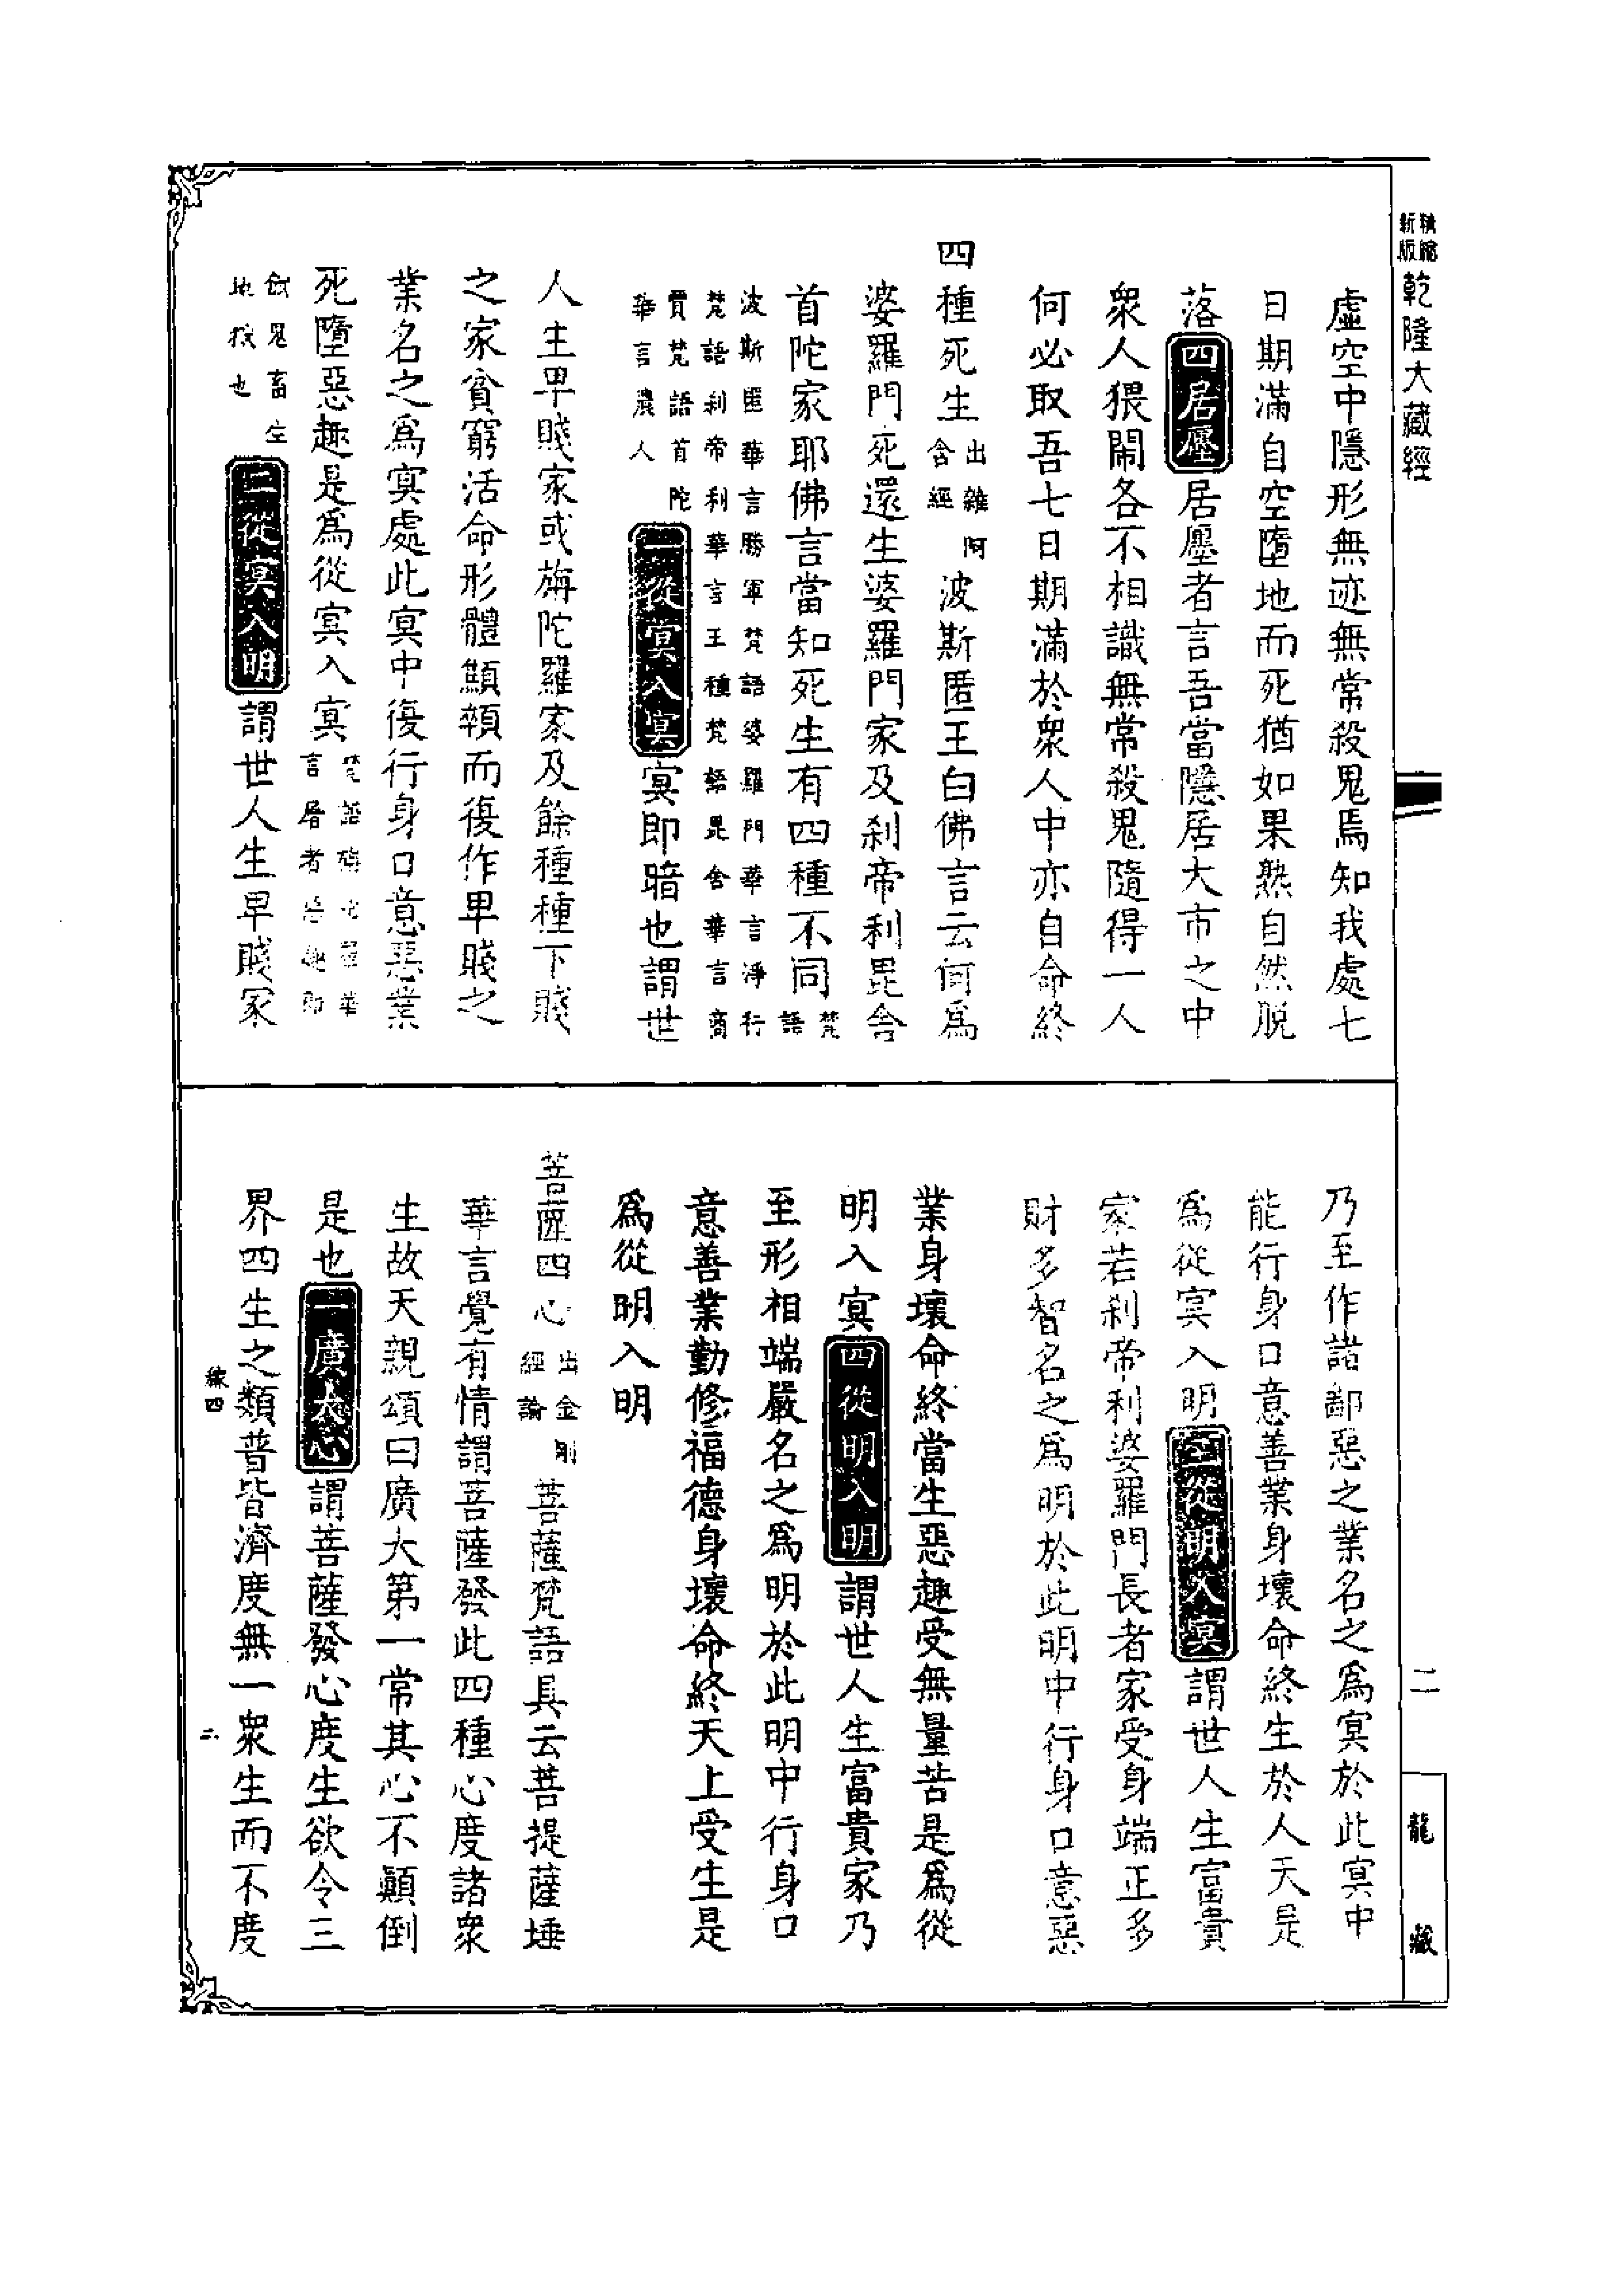 精縮
新版
乾隆大藏經
虛空中隱形無迹無常殺鬼焉知我處七
日期滿自空墮地而死猶如果熟自然脫
落四居鄽居鄽者言吾當隱居大市之中
衆人猥鬧各不相識無常殺鬼隨得一人
何必取吾七日期滿於衆人中亦自命終
四種死生出雜阿含經波斯匿王白佛言云何爲
婆羅門死還生婆羅門家及刹帝利毘舍
首陀家耶佛言當知死生有四種不同梵語
波斯匿華言勝軍梵語婆羅門華言淨行
梵語刹帝利華言王種梵語毘舍華言商
賈梵語首陀華言農人一從冥入冥冥即暗也謂世
人生卑賤家或旃陀羅家及餘種種下賤
之家貧窮活命形體顦顇而復作卑賤之
業名之爲冥處此冥中復行身口意惡業
死墮惡趣是爲從冥入冥梵語旃陀羅華言屠者惡趣即
餓鬼畜生地獄也二從冥入明謂世人生卑賤家
乃至作諸鄙惡之業名之爲冥於此冥中
能行身口意善業身壞命終生於人天是
爲從冥入明三從明入冥謂世人生富貴
家若刹帝利婆羅門長者家受身端正多
財多智名之爲明於此明中行身口意惡
業身壞命終當生惡趣受無量苦是爲從
明入冥四從明入明謂世人生富貴家乃
至形相端嚴名之爲明於此明中行身口
意善業勤修福德身壞命終天上受生是
爲從明入明
菩薩四心出金剛經論菩薩梵語具云菩提薩埵
華言覺有情謂菩薩發此四種心度諸衆
生故天親頌曰廣大第一常其心不顛倒
是也一廣大心謂菩薩發心度生欲令三
界四生之類普皆濟度無一衆生而不度
四
二
二
龍藏